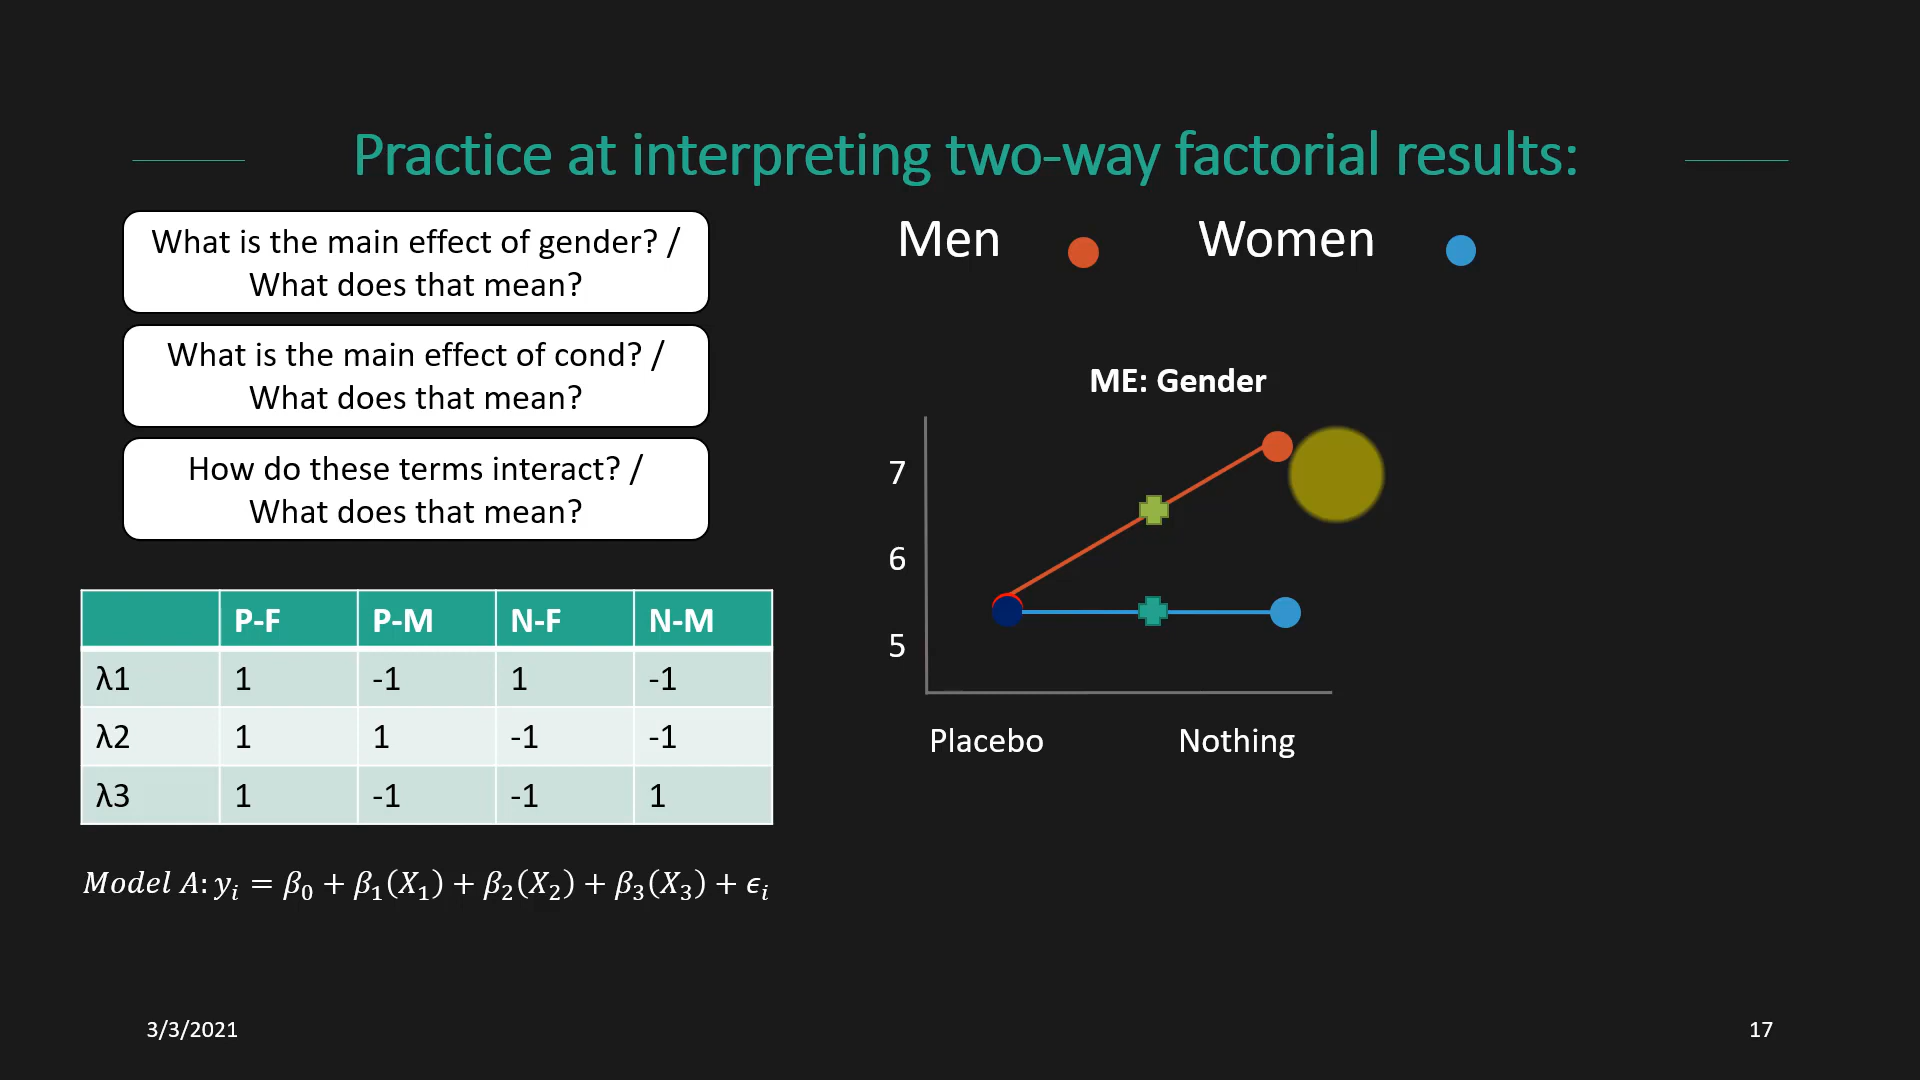 Practice at interpreting two-way factorial results:
What is the main effect of gender? /
What does that mean?
What is the main effect of cond? /
What does that mean?
How do these terms interact? /
What does that mean?
P-F P-M N-F N-M
λ1 1 -1 1 -1
λ2 1 1 -1 -1
λ3 1 -1 -1 1
Model A: yᵢ = β₀ + β₁(X₁) + β₂(X₂) + β₃(X₃) + ϵᵢ
Men Women
ME: Gender
7
6
5
Placebo Nothing
3/3/2021
17